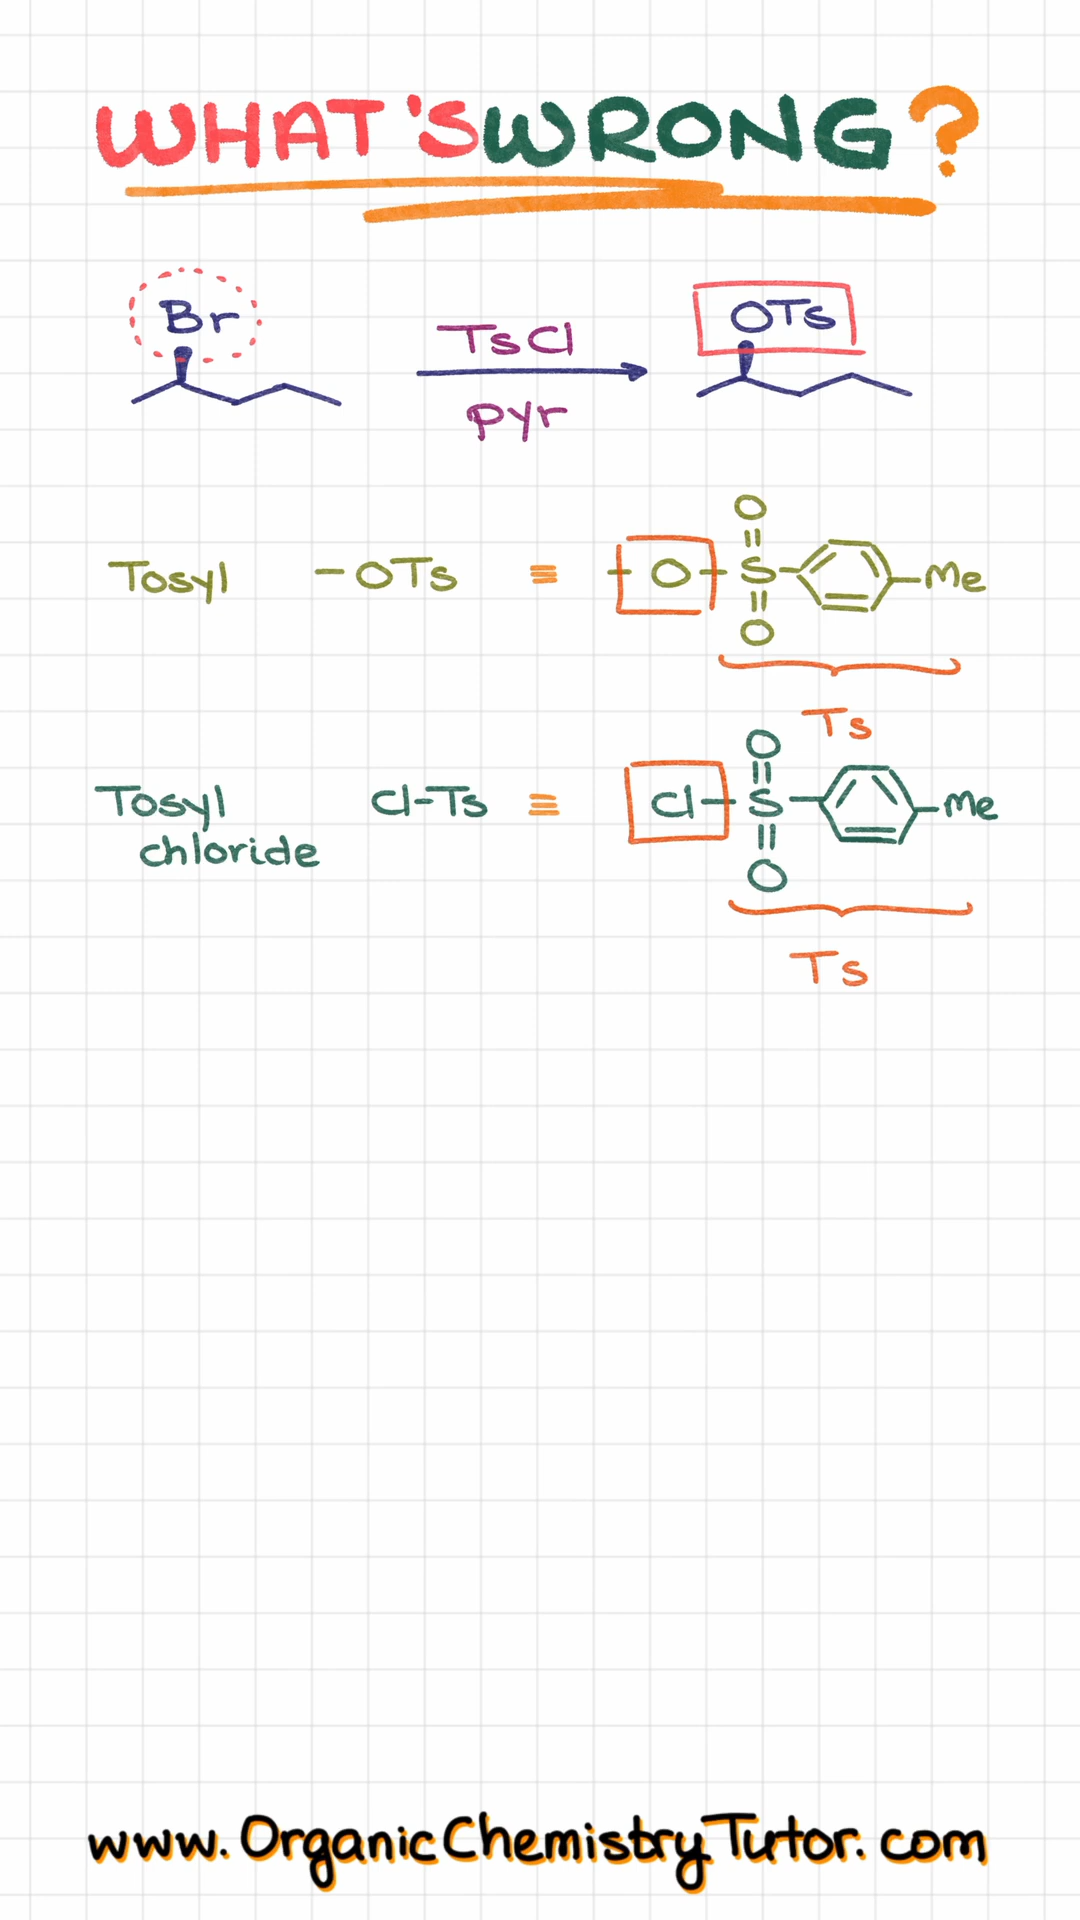 WHAT'S WRONG?
Br
TsCl
pyr
OTs
Tosyl -OTs ≡ -O-S-Me
O
O
Ts
Tosyl
chloride
Cl-Ts ≡ Cl-S-Me
O
O
Ts
www.OrganicChemistryTutor.com